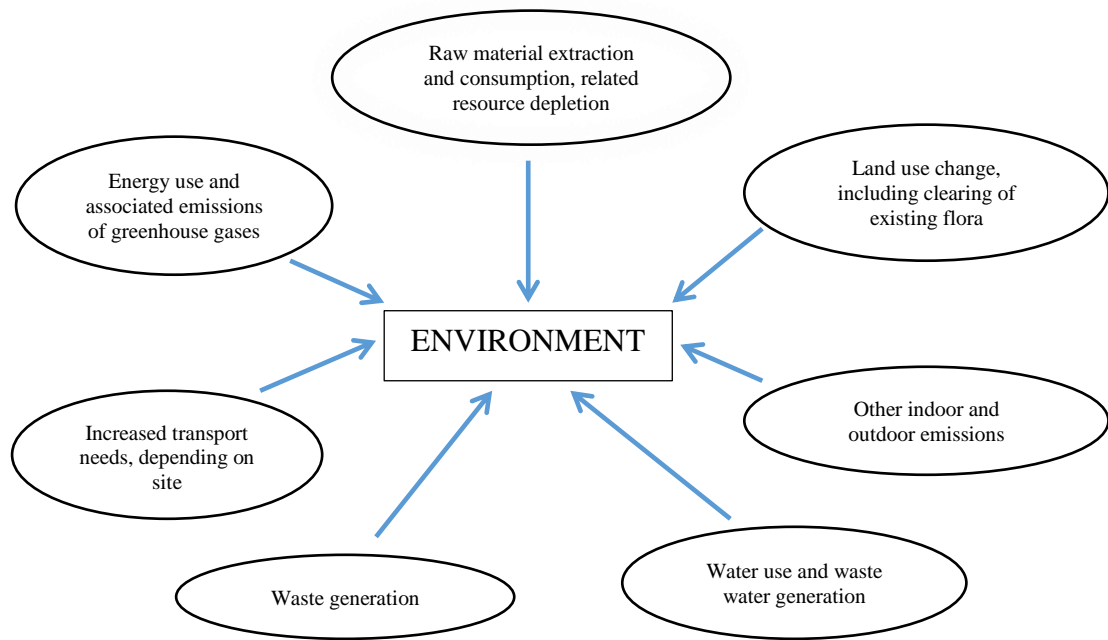 Raw material extraction
and consumption, related
resource depletion
Energy use and
associated emissions
of greenhouse gases
Land use change,
including clearing of
existing flora
ENVIRONMENT
Increased transport
needs, depending on
site
Other indoor and
outdoor emissions
Waste generation
Water use and waste
water generation